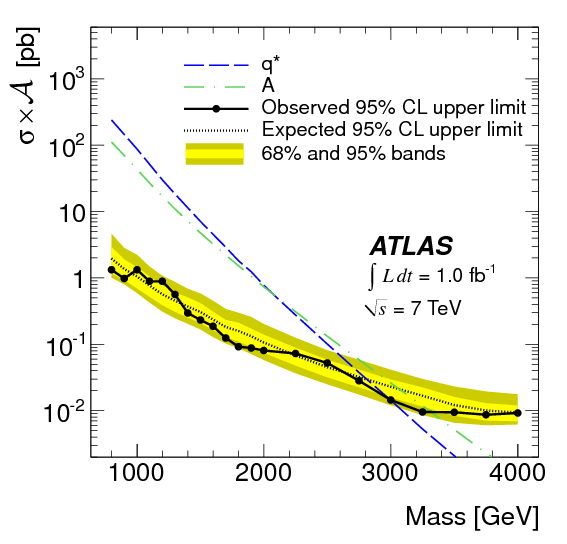 σ × 𝒜 [pb]
10³
10²
10
1
10⁻¹
10⁻²
q*
A
Observed 95% CL upper limit
Expected 95% CL upper limit
68% and 95% bands
ATLAS
∫ L dt = 1.0 fb⁻¹
√s = 7 TeV
1000 2000 3000 4000
Mass [GeV]